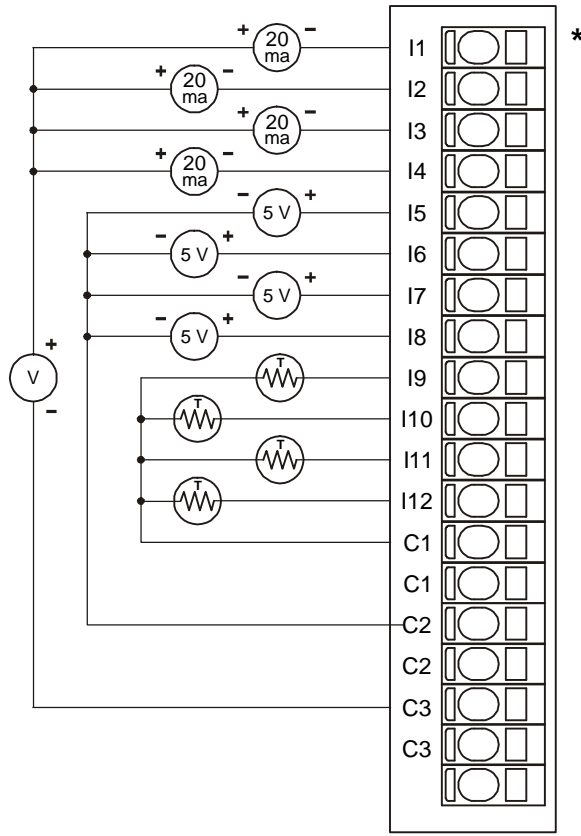 + 20 ma − I1 *
+ 20 ma − I2
+ 20 ma − I3
+ 20 ma − I4
− 5 V + I5
− 5 V + I6
− 5 V + I7
− 5 V + I8
+
V
−
T I9
T I10
T I11
T I12
C1
C1
C2
C2
C3
C3